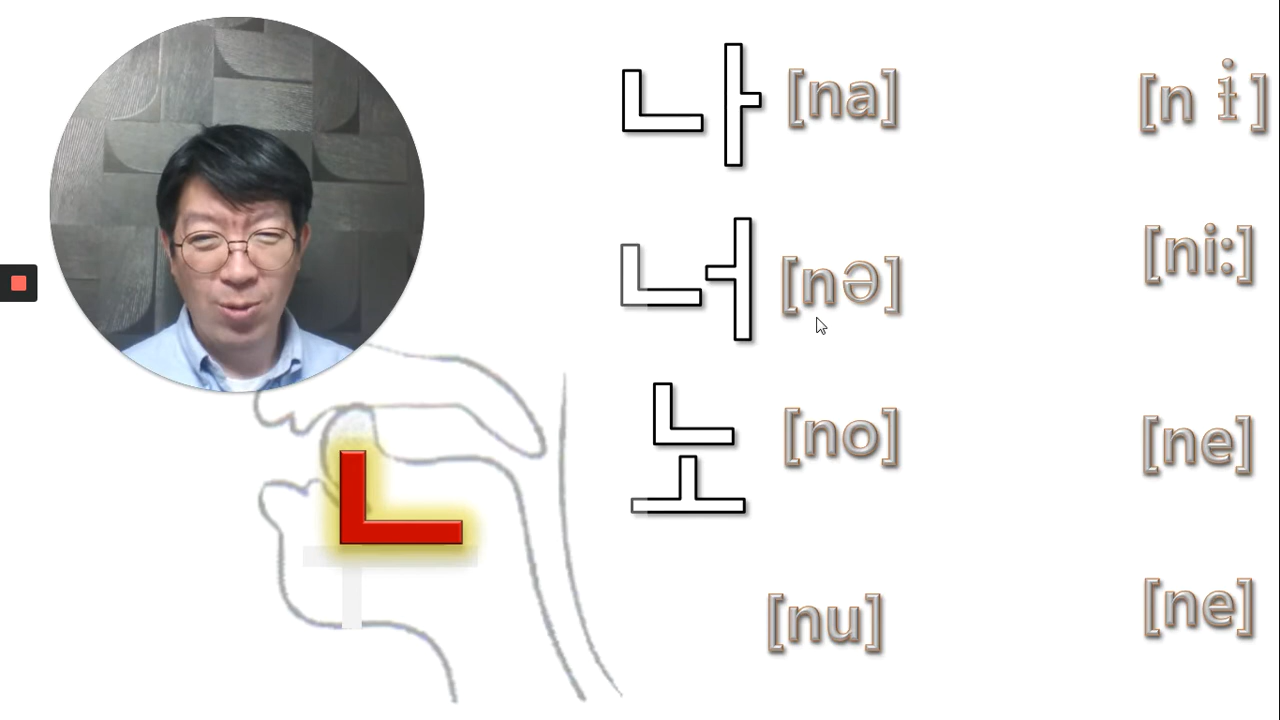 나 [na]
너 [nə]
노 [no]
[nu]
[n ɨ]
[ni:]
[ne]
[ne]
ㄴ